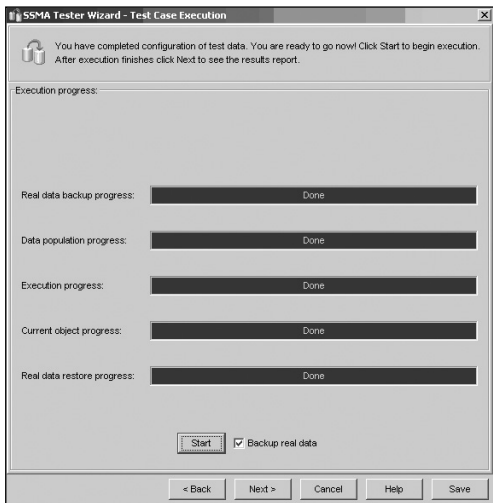 SSMA Tester Wizard - Test Case Execution
You have completed configuration of test data. You are ready to go now! Click Start to begin execution.
After execution finishes click Next to see the results report.
Execution progress:
Real data backup progress: Done
Data population progress: Done
Execution progress: Done
Current object progress: Done
Real data restore progress: Done
Start Backup real data
< Back Next > Cancel Help Save